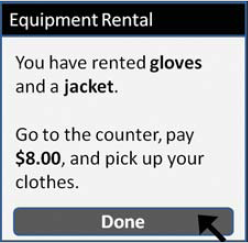 Equipment Rental
You have rented gloves
and a jacket.
Go to the counter, pay
$8.00, and pick up your
clothes.
Done